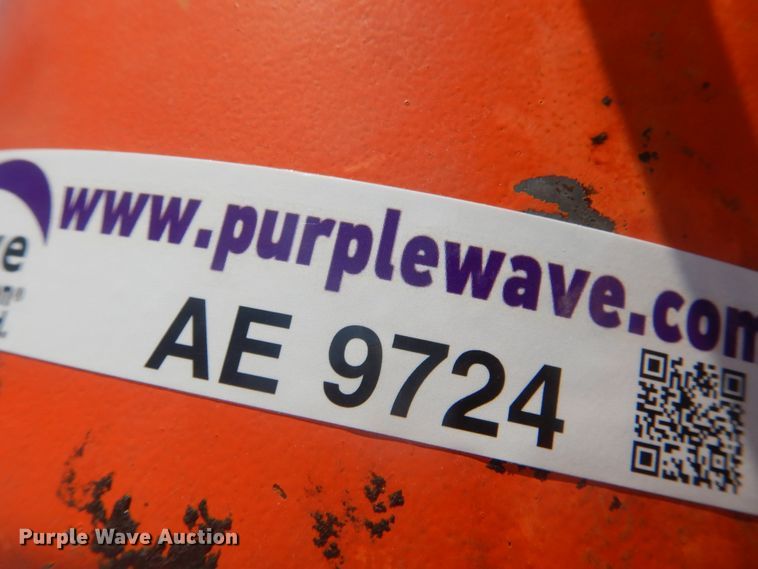 www.purplewave.com
AE 9724
Purple Wave Auction